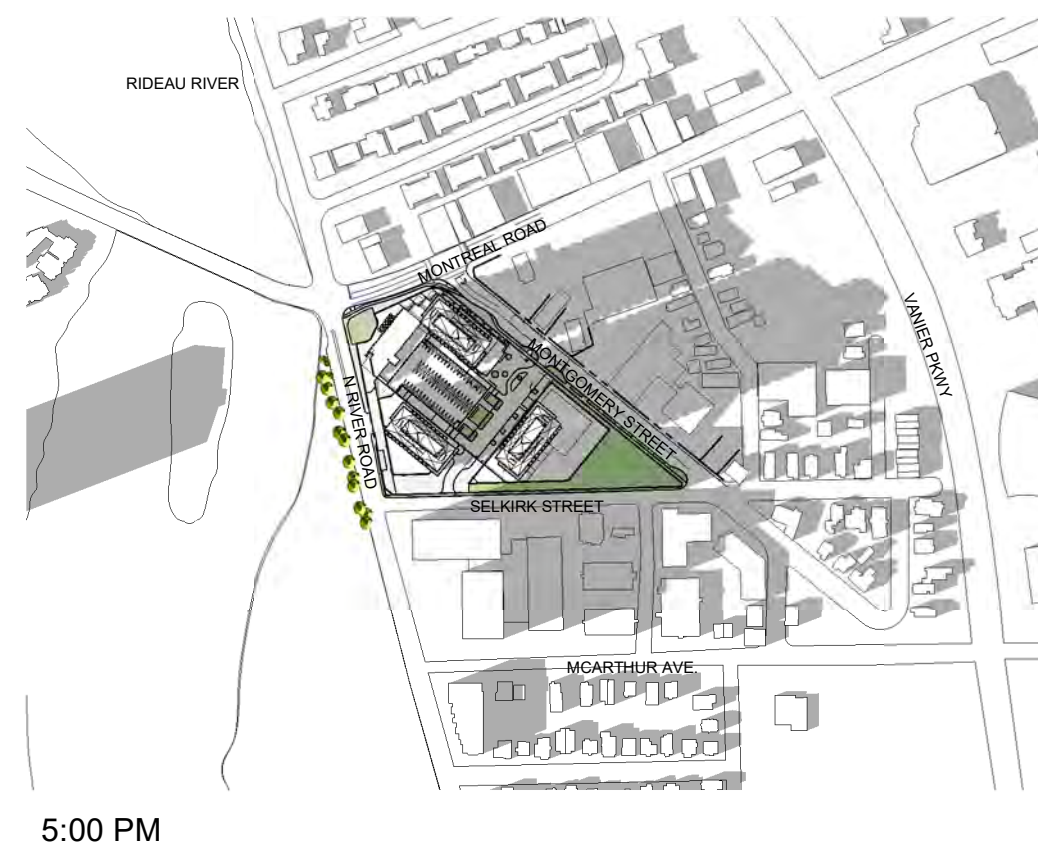 RIDEAU RIVER
MONTREAL ROAD
VANIER PKWY
MONTGOMERY STREET
N RIVER ROAD
SELKIRK STREET
MCARTHUR AVE.
5:00 PM